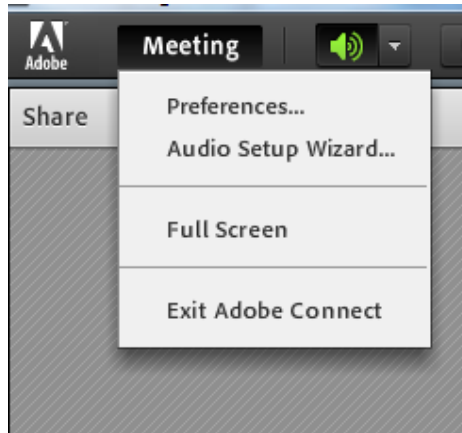 Adobe
Meeting
Share
Preferences...
Audio Setup Wizard...
Full Screen
Exit Adobe Connect